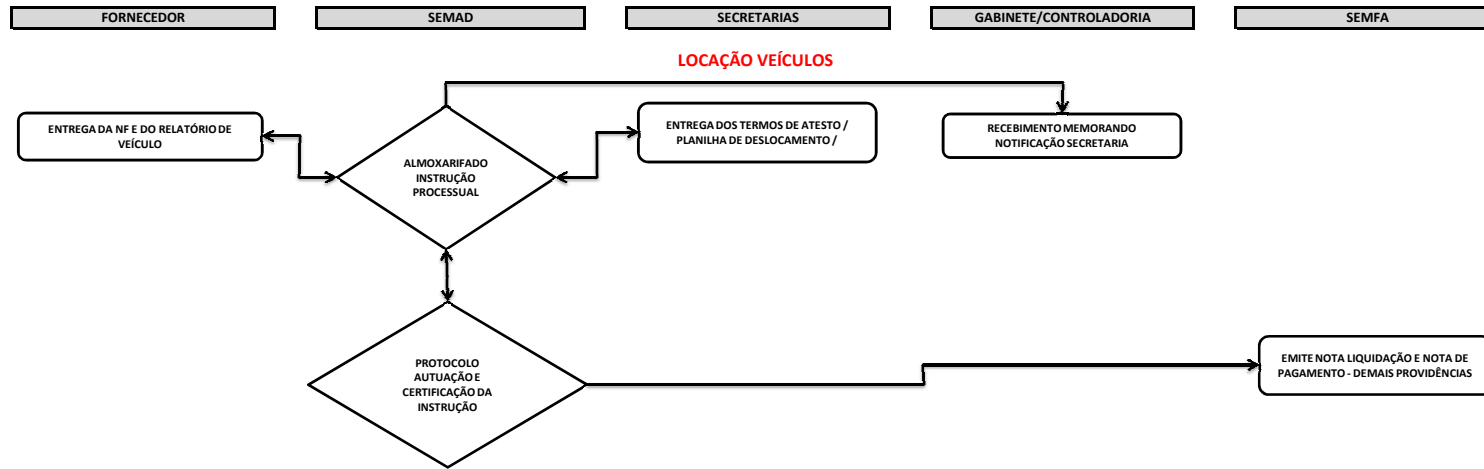 FORNECEDOR
SEMAD
SECRETARIAS
GABINETE/CONTROLADORIA
SEMFA
LOCAÇÃO VEÍCULOS
ENTREGA DA NF E DO RELATÓRIO DE
VEÍCULO
ALMOXARIFADO
INSTRUÇÃO
PROCESSUAL
ENTREGA DOS TERMOS DE ATESTO /
PLANILHA DE DESLOCAMENTO /
RECEBIMENTO MEMORANDO
NOTIFICAÇÃO SECRETARIA
PROTOCOLO
AUTUAÇÃO E
CERTIFICAÇÃO DA
INSTRUÇÃO
EMITE NOTA LIQUIDAÇÃO E NOTA DE
PAGAMENTO - DEMAIS PROVIDÊNCIAS